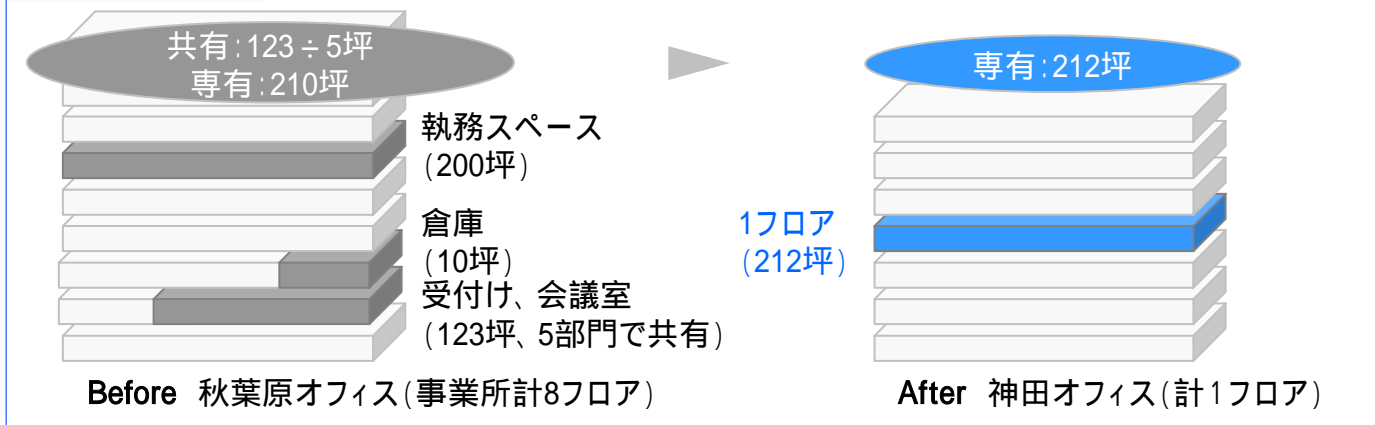 共有:123÷5坪
専有:210坪
執務スペース
(200坪)
倉庫
(10坪)
受付け、会議室
(123坪、5部門で共有)
Before 秋葉原オフィス(事業所計8フロア)
専有:212坪
1フロア
(212坪)
After 神田オフィス(計1フロア)